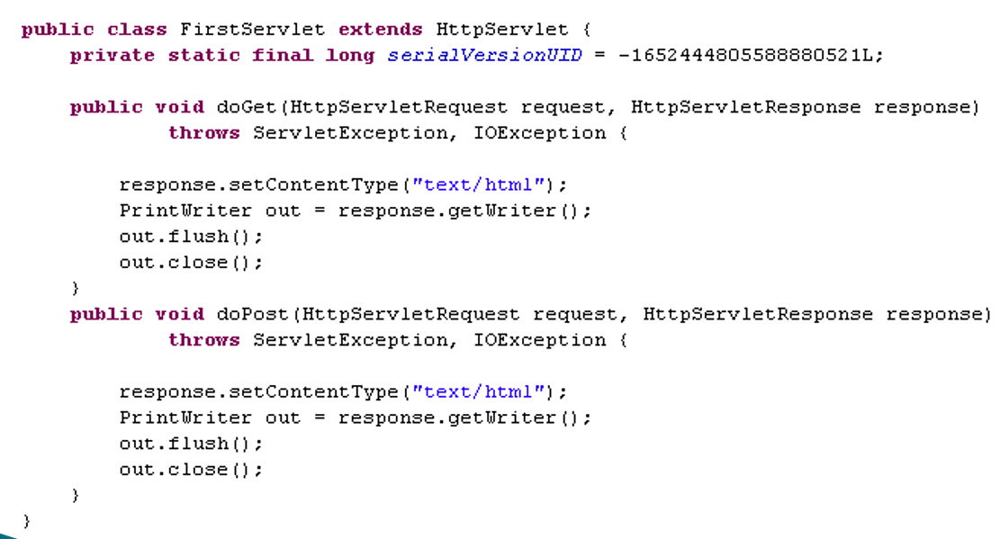 public class FirstServlet extends HttpServlet {
    private static final long serialVersionUID = -1652444805588880521L;

    public void doGet(HttpServletRequest request, HttpServletResponse response)
            throws ServletException, IOException {

        response.setContentType("text/html");
        PrintWriter out = response.getWriter();
        out.flush();
        out.close();
    }
    public void doPost(HttpServletRequest request, HttpServletResponse response)
            throws ServletException, IOException {

        response.setContentType("text/html");
        PrintWriter out = response.getWriter();
        out.flush();
        out.close();
    }
}